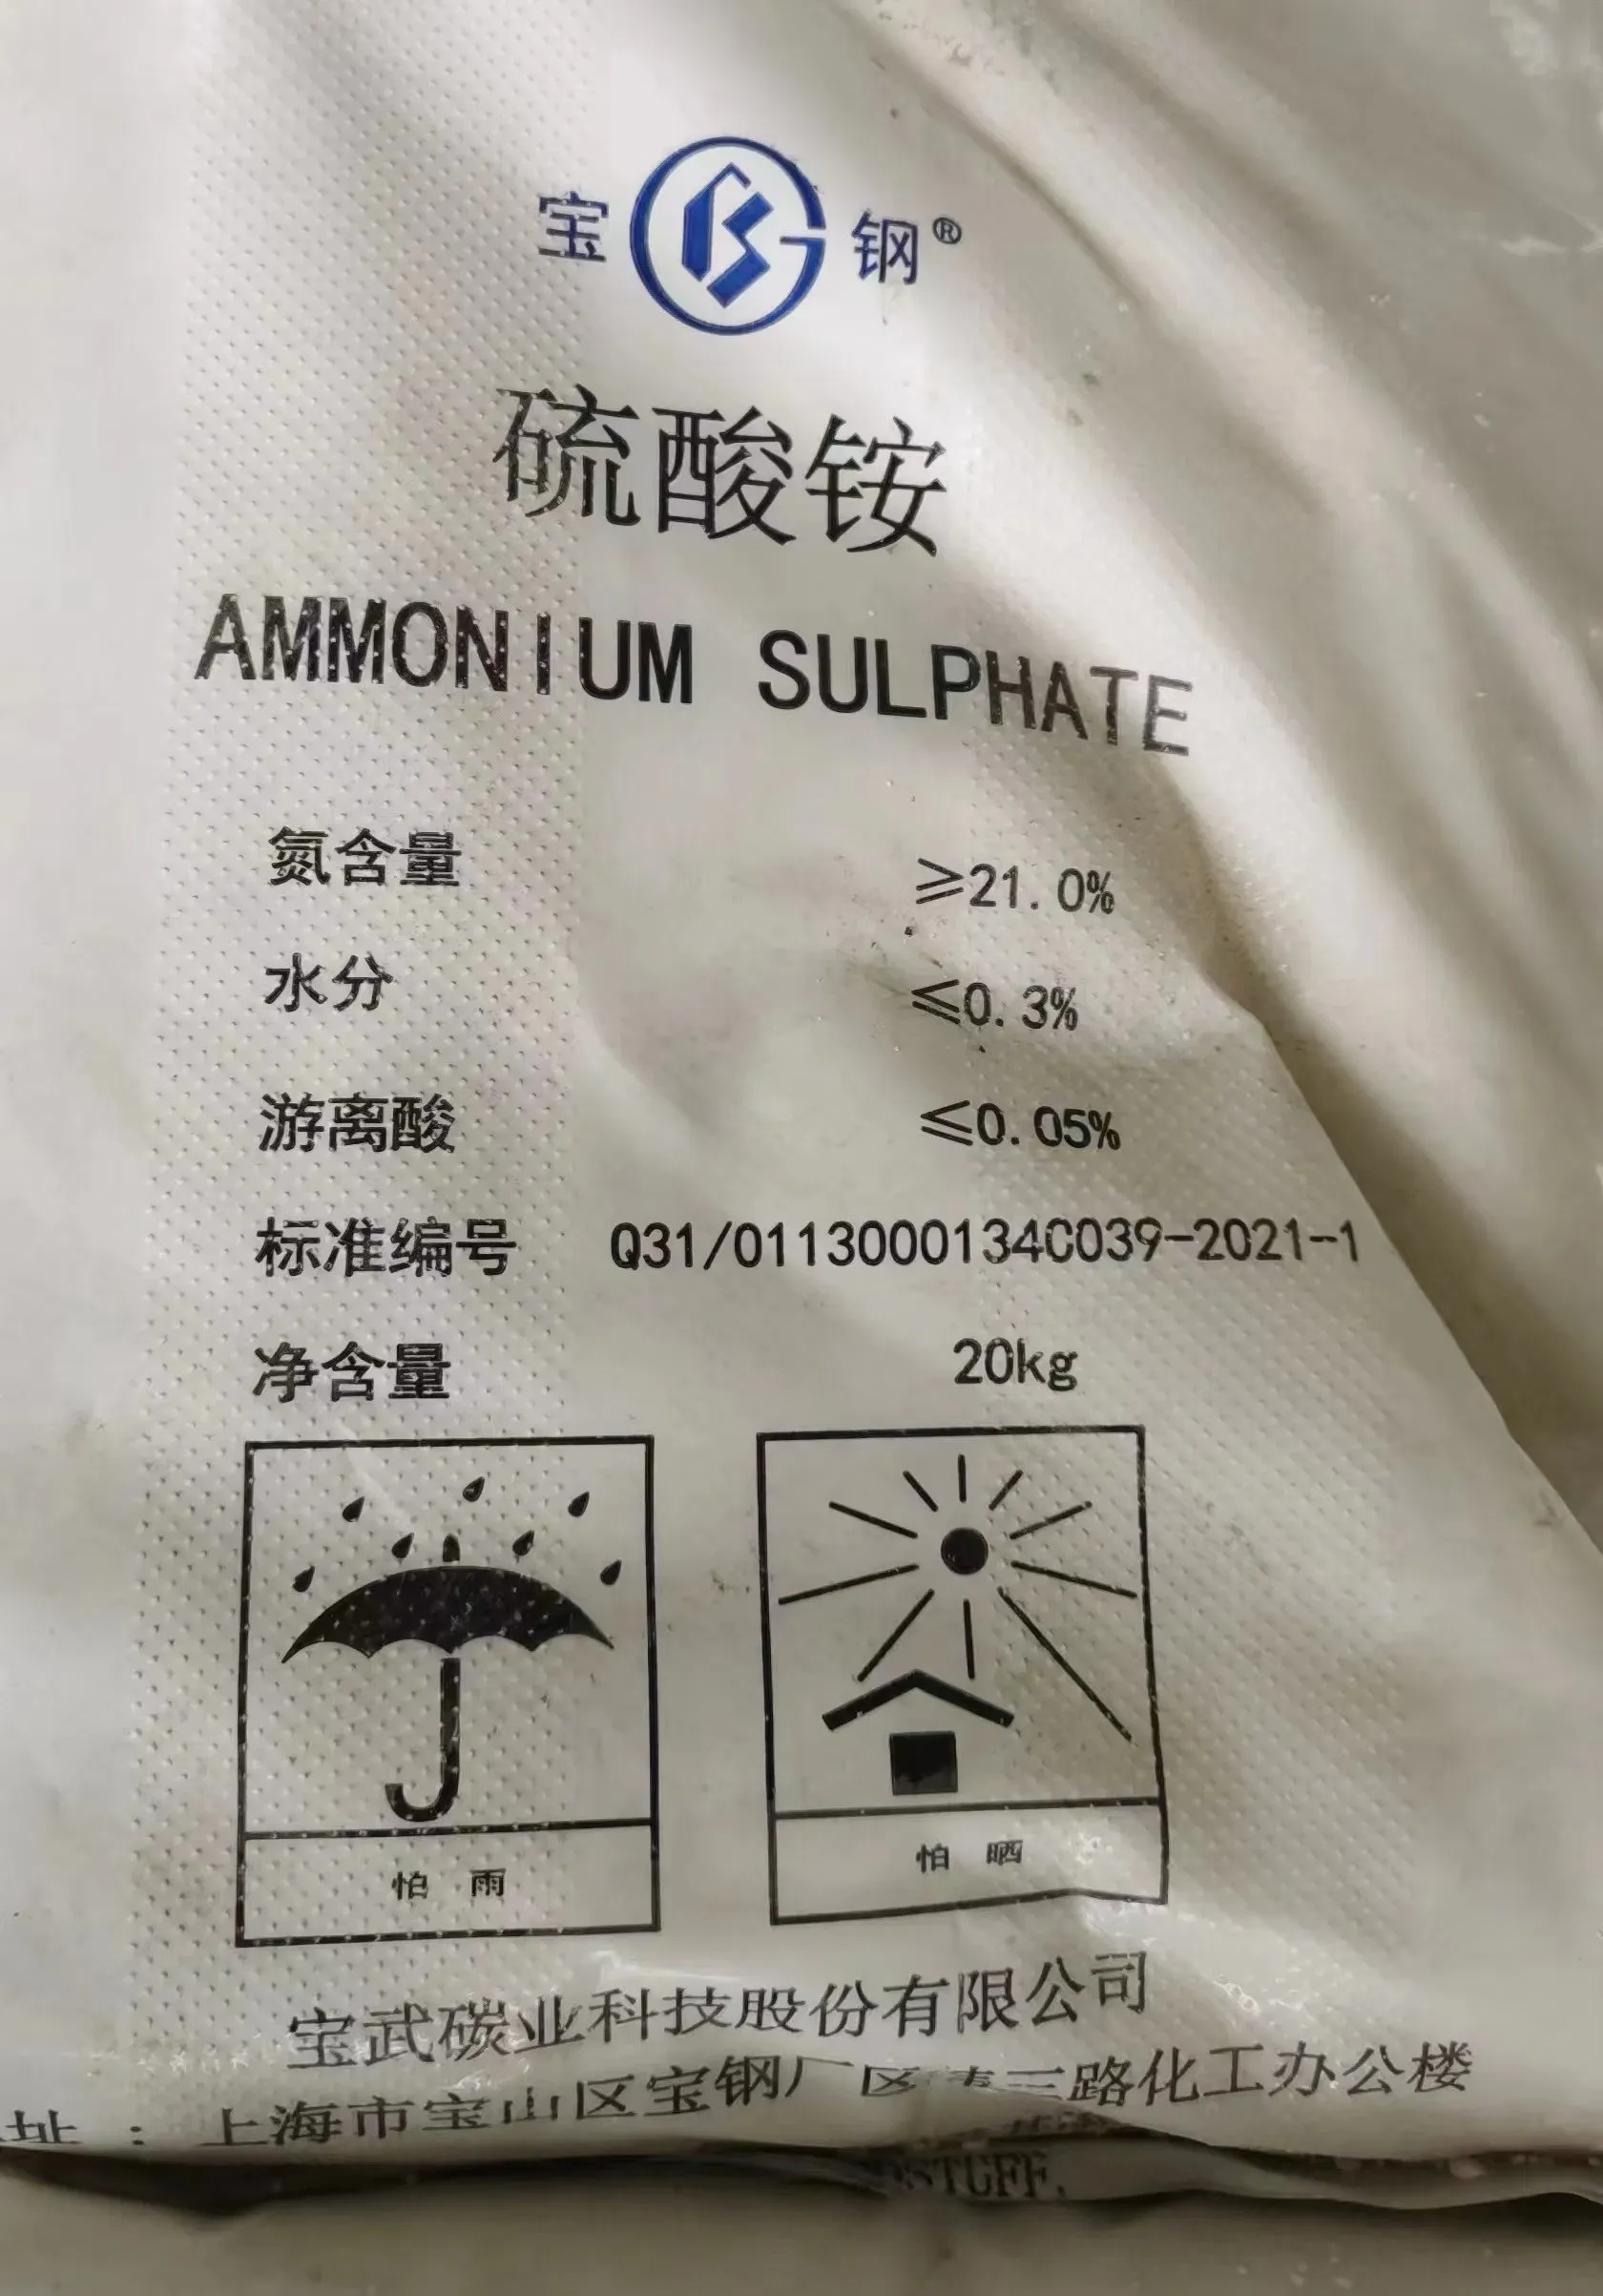 宝 钢®
硫酸铵
AMMONIUM SULPHATE
氮含量 ≥21.0%
水分 ≤0.3%
游离酸 ≤0.05%
标准编号 Q31/0113000134C039-2021-1
净含量 20kg
怕 雨
怕 晒
宝武碳业科技股份有限公司
址 : 上海市宝山区宝钢厂区 三路化工办公楼
STUFF.